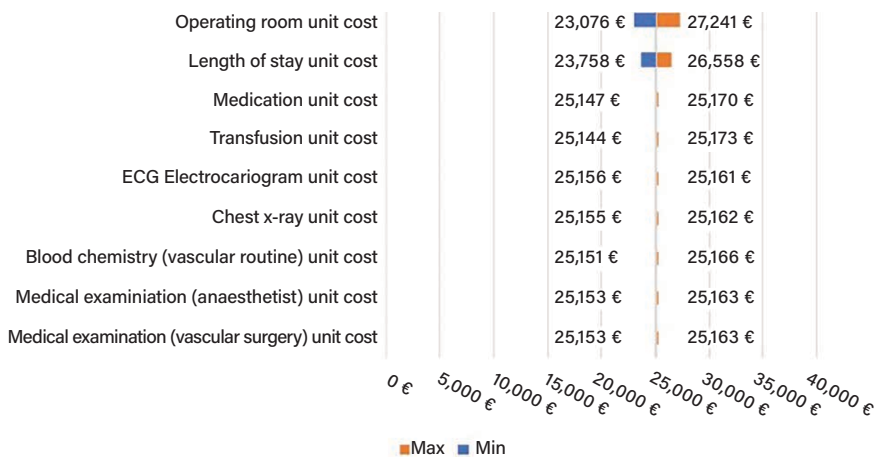 Operating room unit cost 23,076 € 27,241 €
Length of stay unit cost 23,758 € 26,558 €
Medication unit cost 25,147 € 25,170 €
Transfusion unit cost 25,144 € 25,173 €
ECG Electrocariogram unit cost 25,156 € 25,161 €
Chest x-ray unit cost 25,155 € 25,162 €
Blood chemistry (vascular routine) unit cost 25,151 € 25,166 €
Medical examiniation (anaesthetist) unit cost 25,153 € 25,163 €
Medical examination (vascular surgery) unit cost 25,153 € 25,163 €
0 € 5,000 € 10,000 € 15,000 € 20,000 € 25,000 € 30,000 € 35,000 € 40,000 €
Max Min